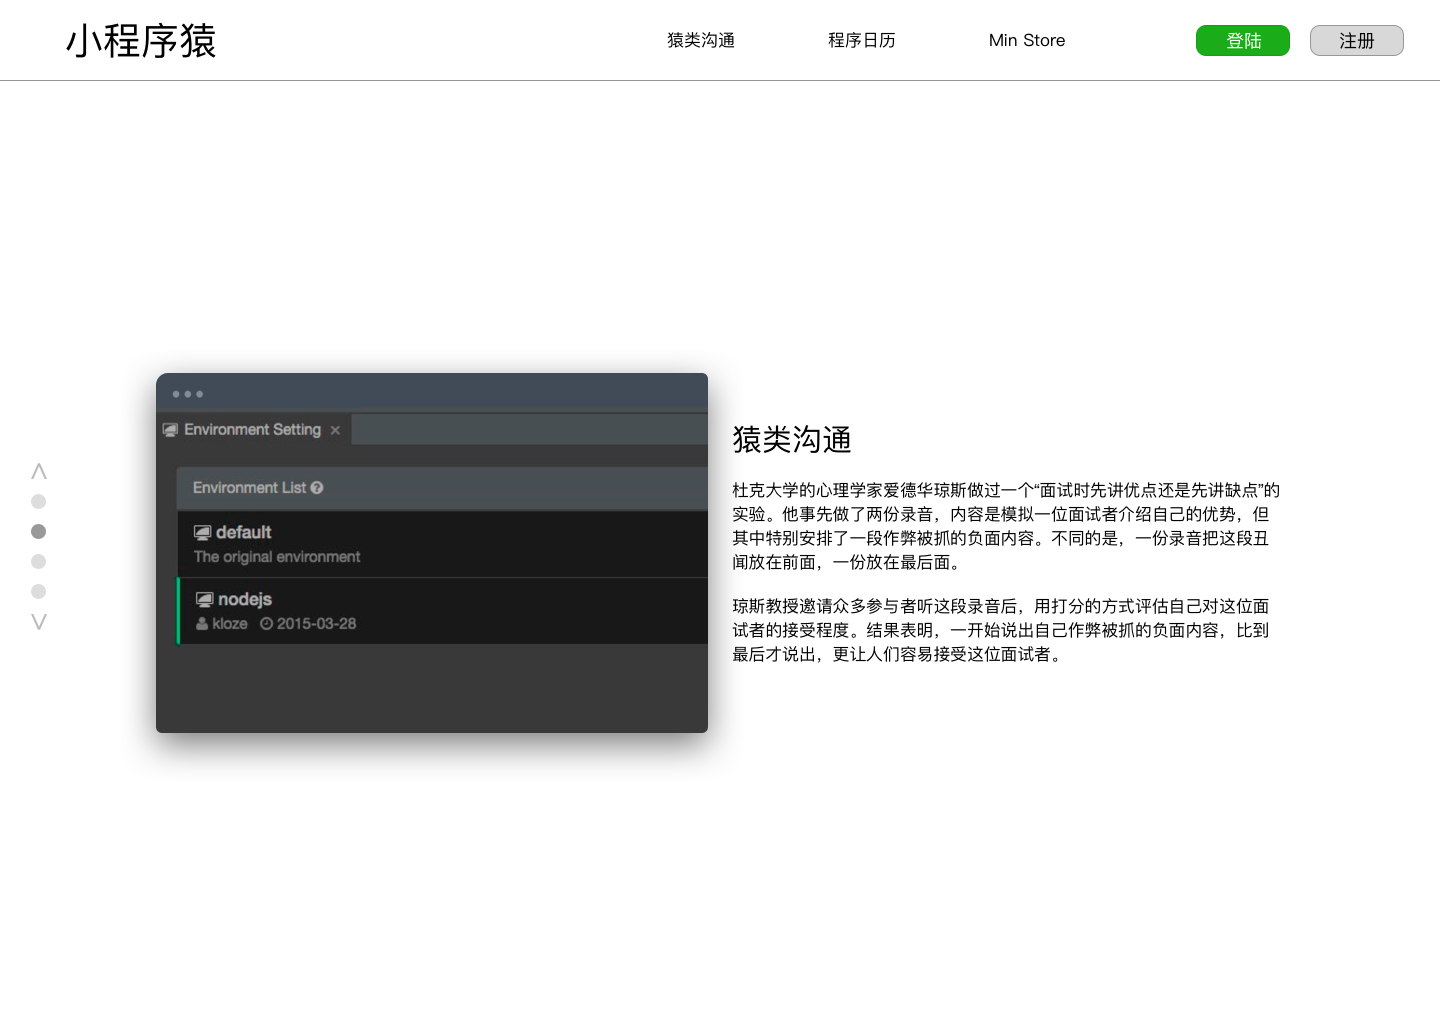 小程序猿
猿类沟通
程序日历
Min Store
登陆
注册
Environment Setting ×
Environment List
default
The original environment
nodejs
kloze 2015-03-28
猿类沟通
杜克大学的心理学家爱德华琼斯做过一个“面试时先讲优点还是先讲缺点”的
实验。他事先做了两份录音，内容是模拟一位面试者介绍自己的优势，但
其中特别安排了一段作弊被抓的负面内容。不同的是，一份录音把这段丑
闻放在前面，一份放在最后面。
琼斯教授邀请众多参与者听这段录音后，用打分的方式评估自己对这位面
试者的接受程度。结果表明，一开始说出自己作弊被抓的负面内容，比到
最后才说出，更让人们容易接受这位面试者。